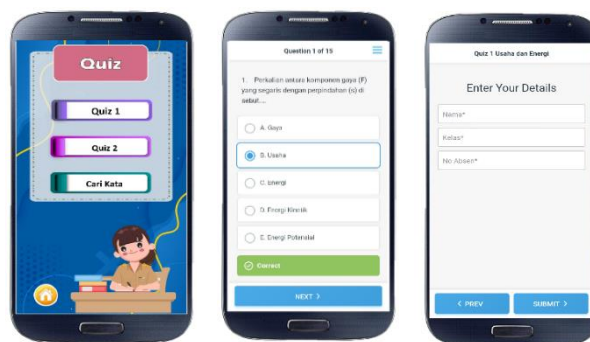 Quiz
Quiz 1
Quiz 2
Cari Kata
Question 1 of 15
1. Perkalian antara komponen gaya (F)
yang segaris dengan perpindahan (s) di
sebut....
A. Gaya
B. Usaha
C. Energi
D. Energi Kinetik
E. Energi Potensial
Correct
NEXT >
Quiz 1 Usaha dan Energi
Enter Your Details
Name*
Kelas*
No Absen*
< PREV
SUBMIT >